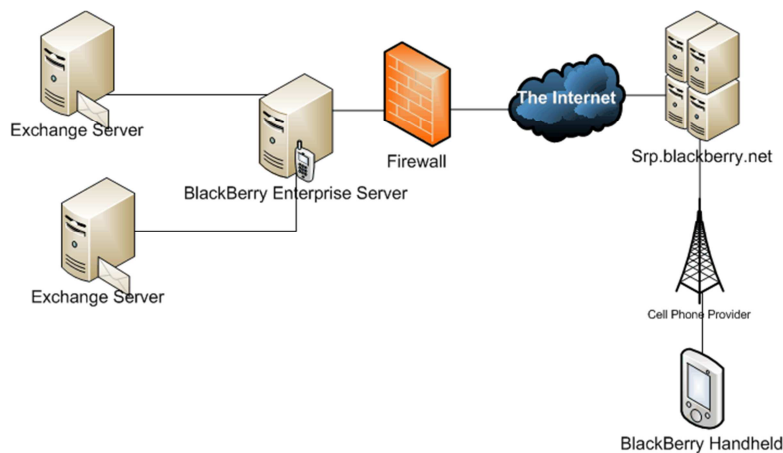 Exchange Server
BlackBerry Enterprise Server
Firewall
The Internet
Srp.blackberry.net
Exchange Server
Cell Phone Provider
BlackBerry Handheld